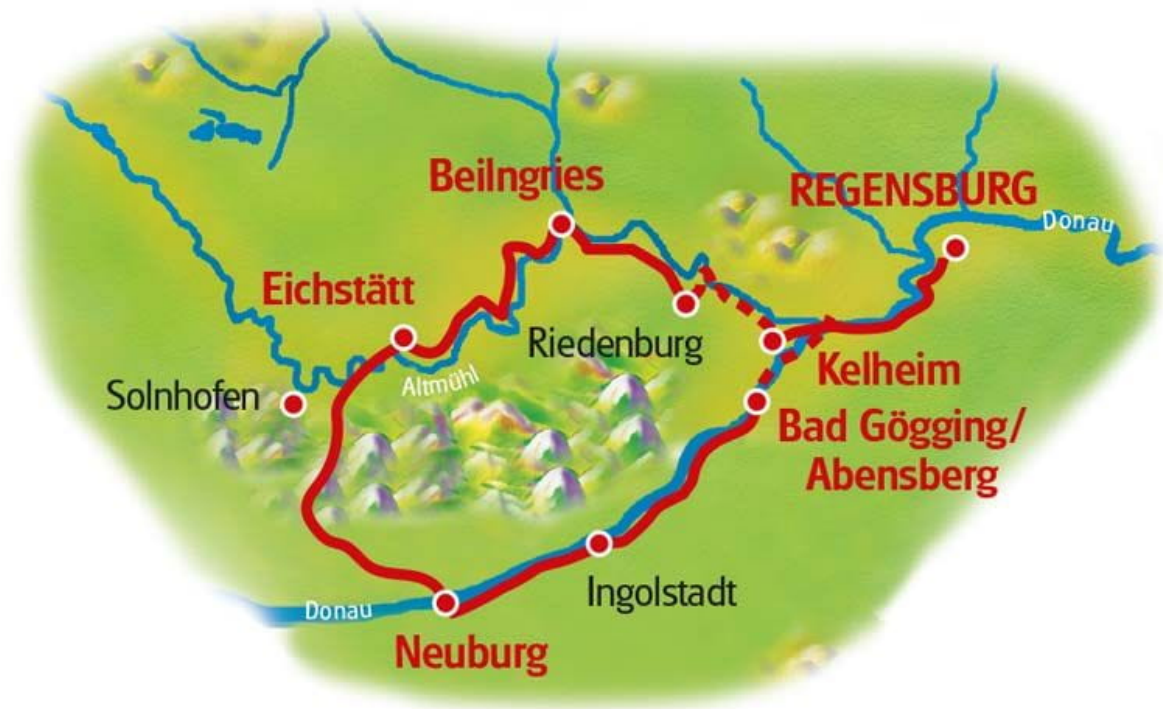 Beilngries
REGENSBURG
Donau
Eichstätt
Riedenburg
Solnhofen
Altmühl
Kelheim
Bad Gögging/
Abensberg
Ingolstadt
Donau
Neuburg